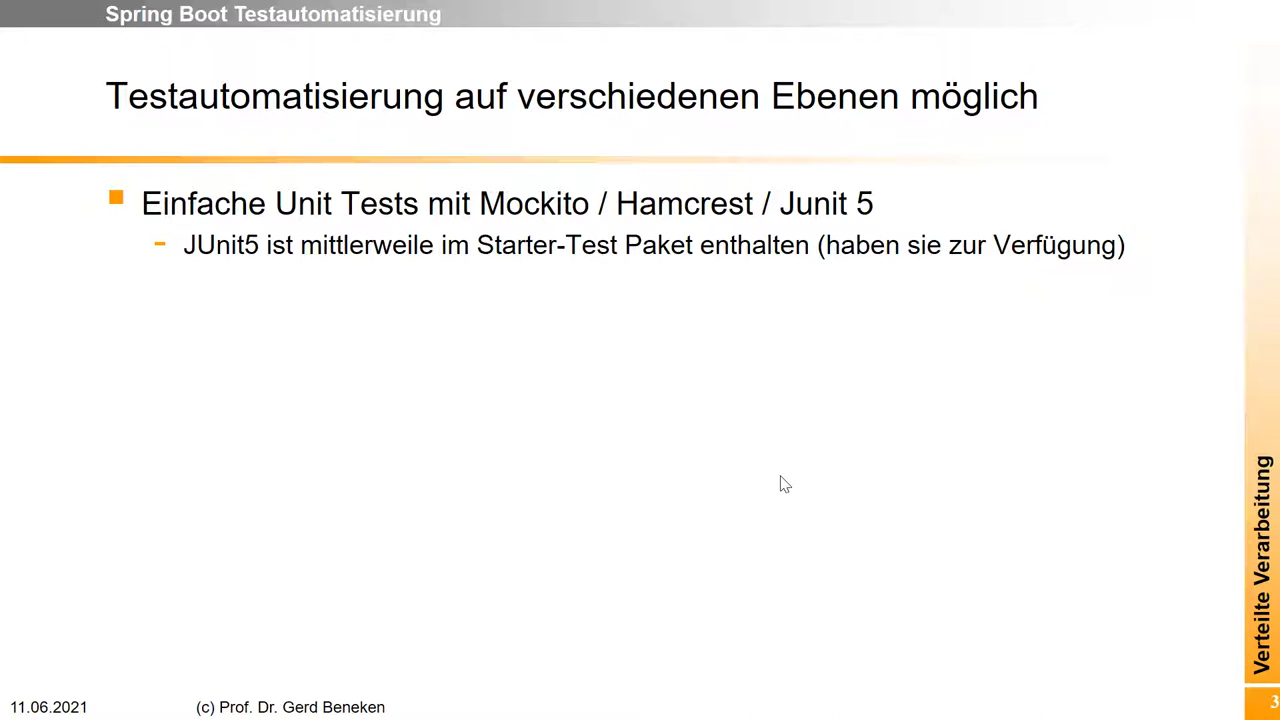 Spring Boot Testautomatisierung
Testautomatisierung auf verschiedenen Ebenen möglich
Einfache Unit Tests mit Mockito / Hamcrest / Junit 5
- JUnit5 ist mittlerweile im Starter-Test Paket enthalten (haben sie zur Verfügung)
Verteilte Verarbeitung
11.06.2021
(c) Prof. Dr. Gerd Beneken
3